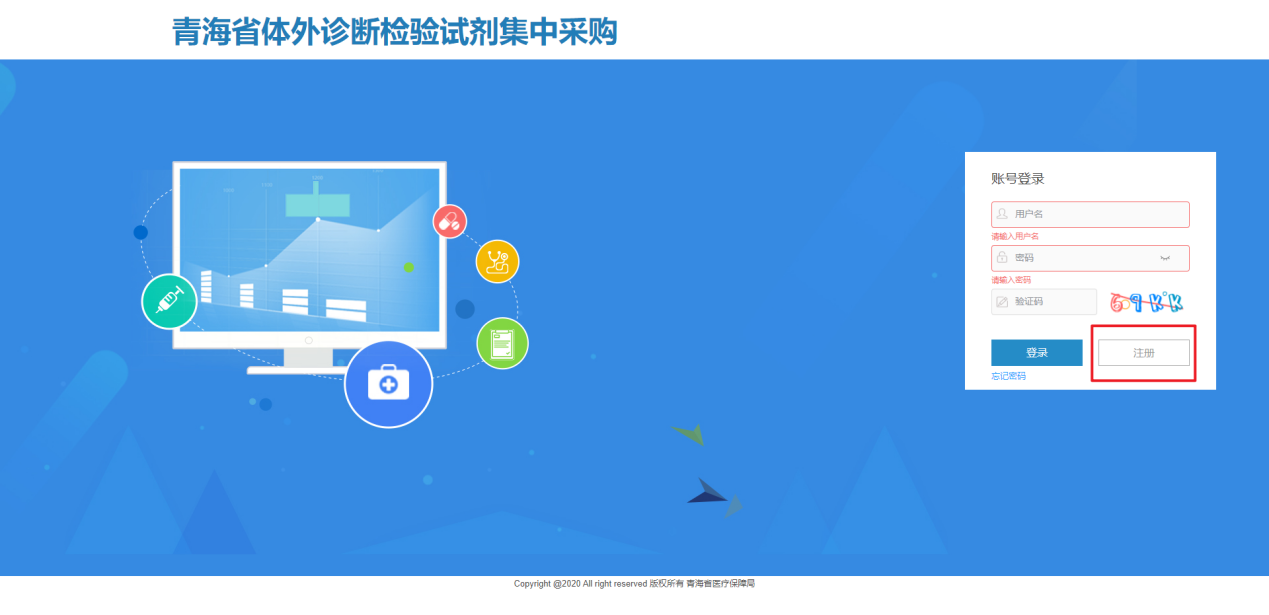 青海省体外诊断检验试剂集中采购
账号登录
用户名
请输入用户名
密码
请输入密码
验证码
69KK
登录 注册
忘记密码
Copyright @2020 All right reserved 版权所有 青海省医疗保障局